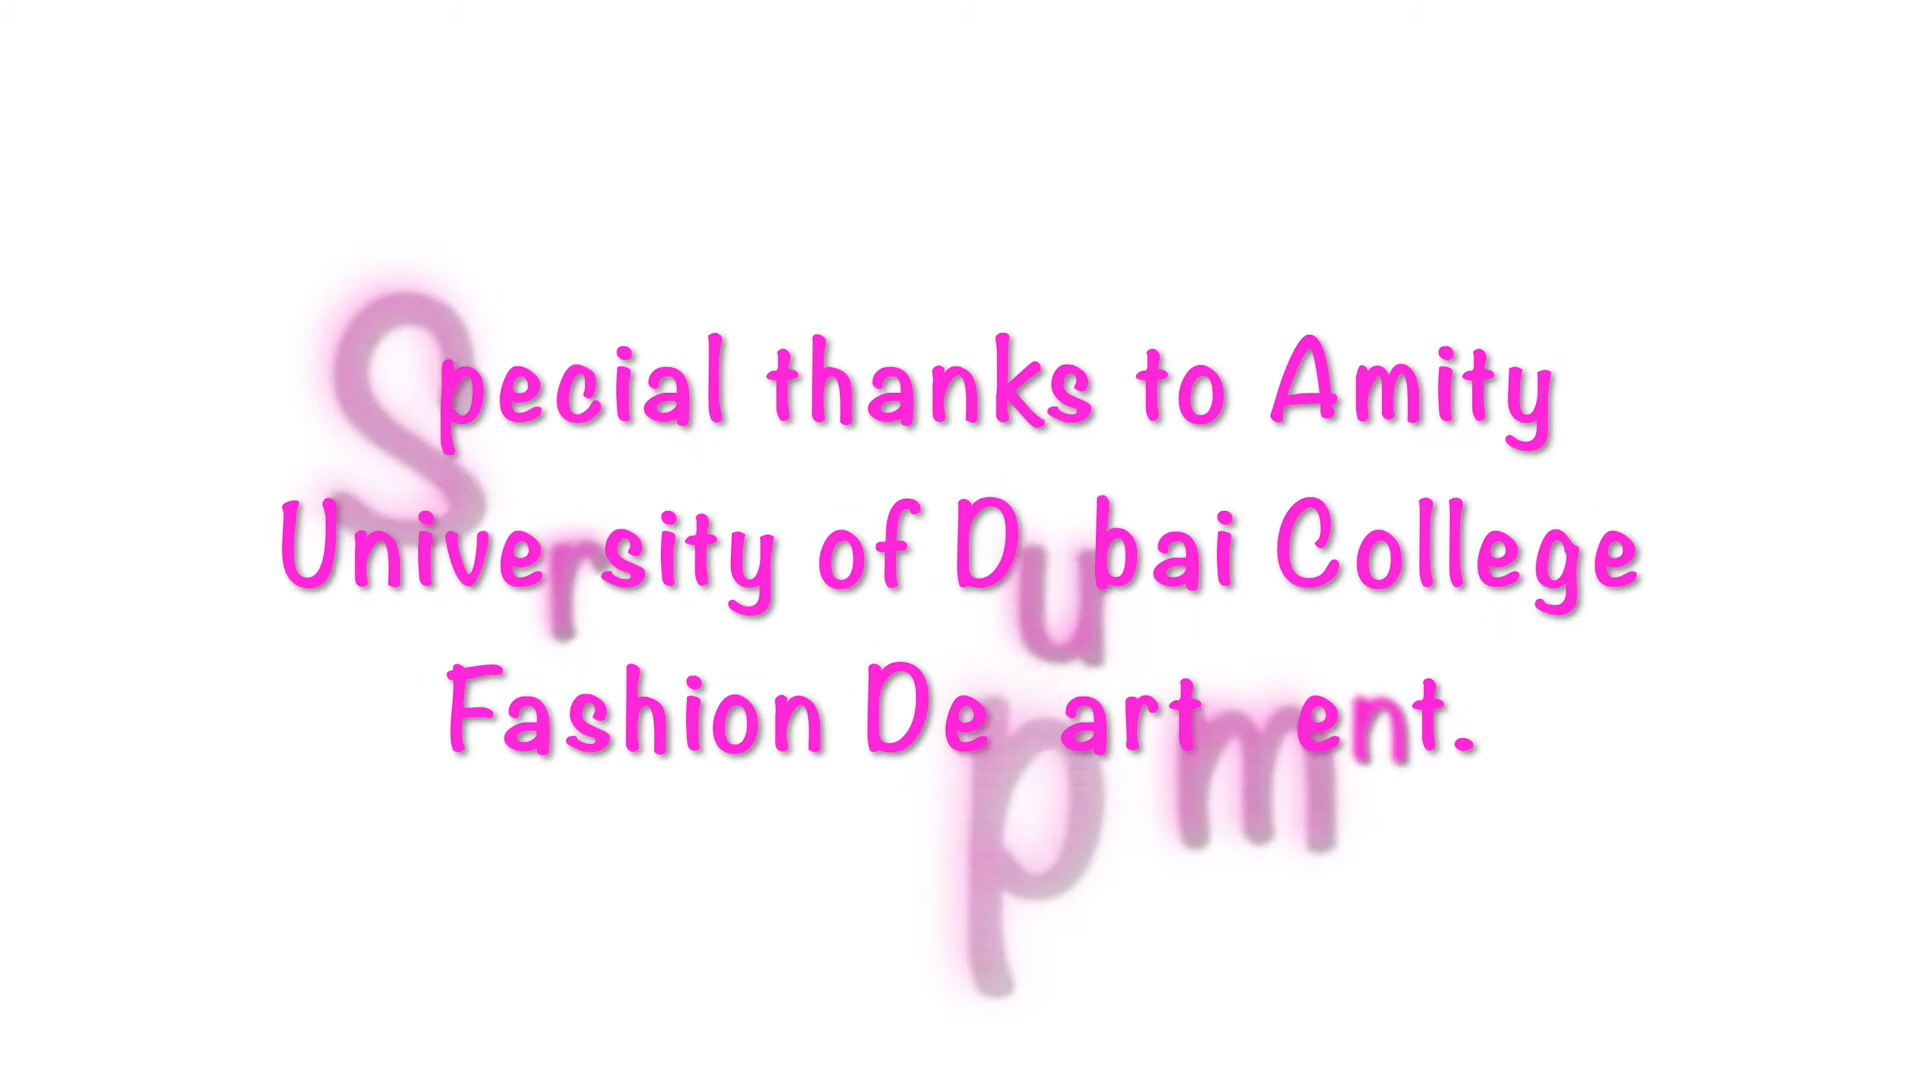 Special thanks to Amity
University of Dubai College
Fashion Department.